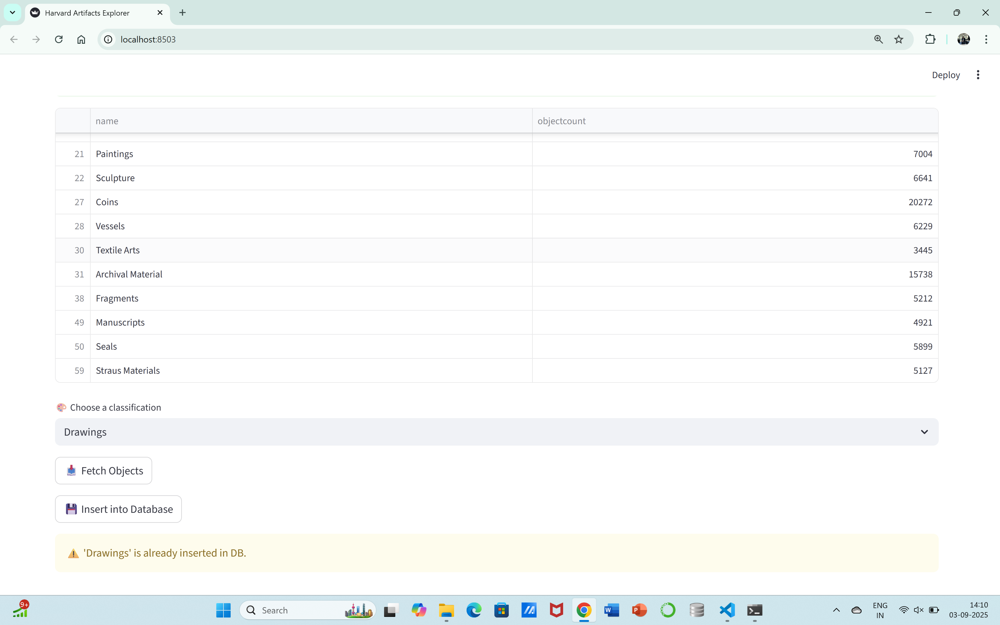 Harvard Artifacts Explorer
localhost:8503
Deploy
name objectcount
21 Paintings 7004
22 Sculpture 6641
27 Coins 20272
28 Vessels 6229
30 Textile Arts 3445
31 Archival Material 15738
38 Fragments 5212
49 Manuscripts 4921
50 Seals 5899
59 Straus Materials 5127
Choose a classification
Drawings
Fetch Objects
Insert into Database
'Drawings' is already inserted in DB.
9+
Search
ENG
IN
14:10
03-09-2025